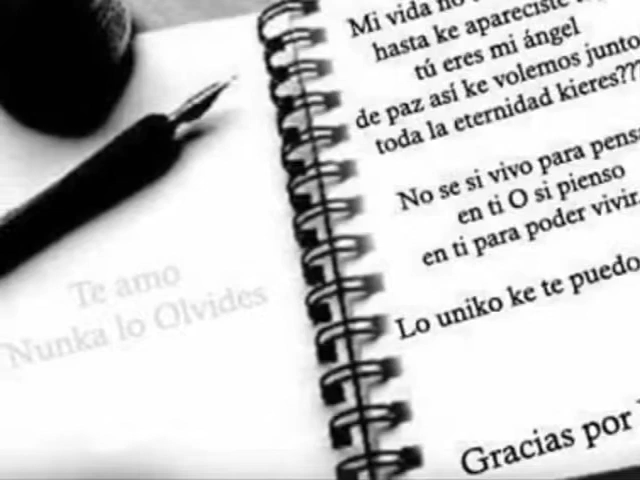 Te amo
Nunka lo Olvides
Mi vida no
hasta ke apareciste
tú eres mi ángel
de paz así ke volemos junto
toda la eternidad kieres???
No se si vivo para pens
en ti O si pienso
en ti para poder vivir.
Lo uniko ke te puedo
Gracias por